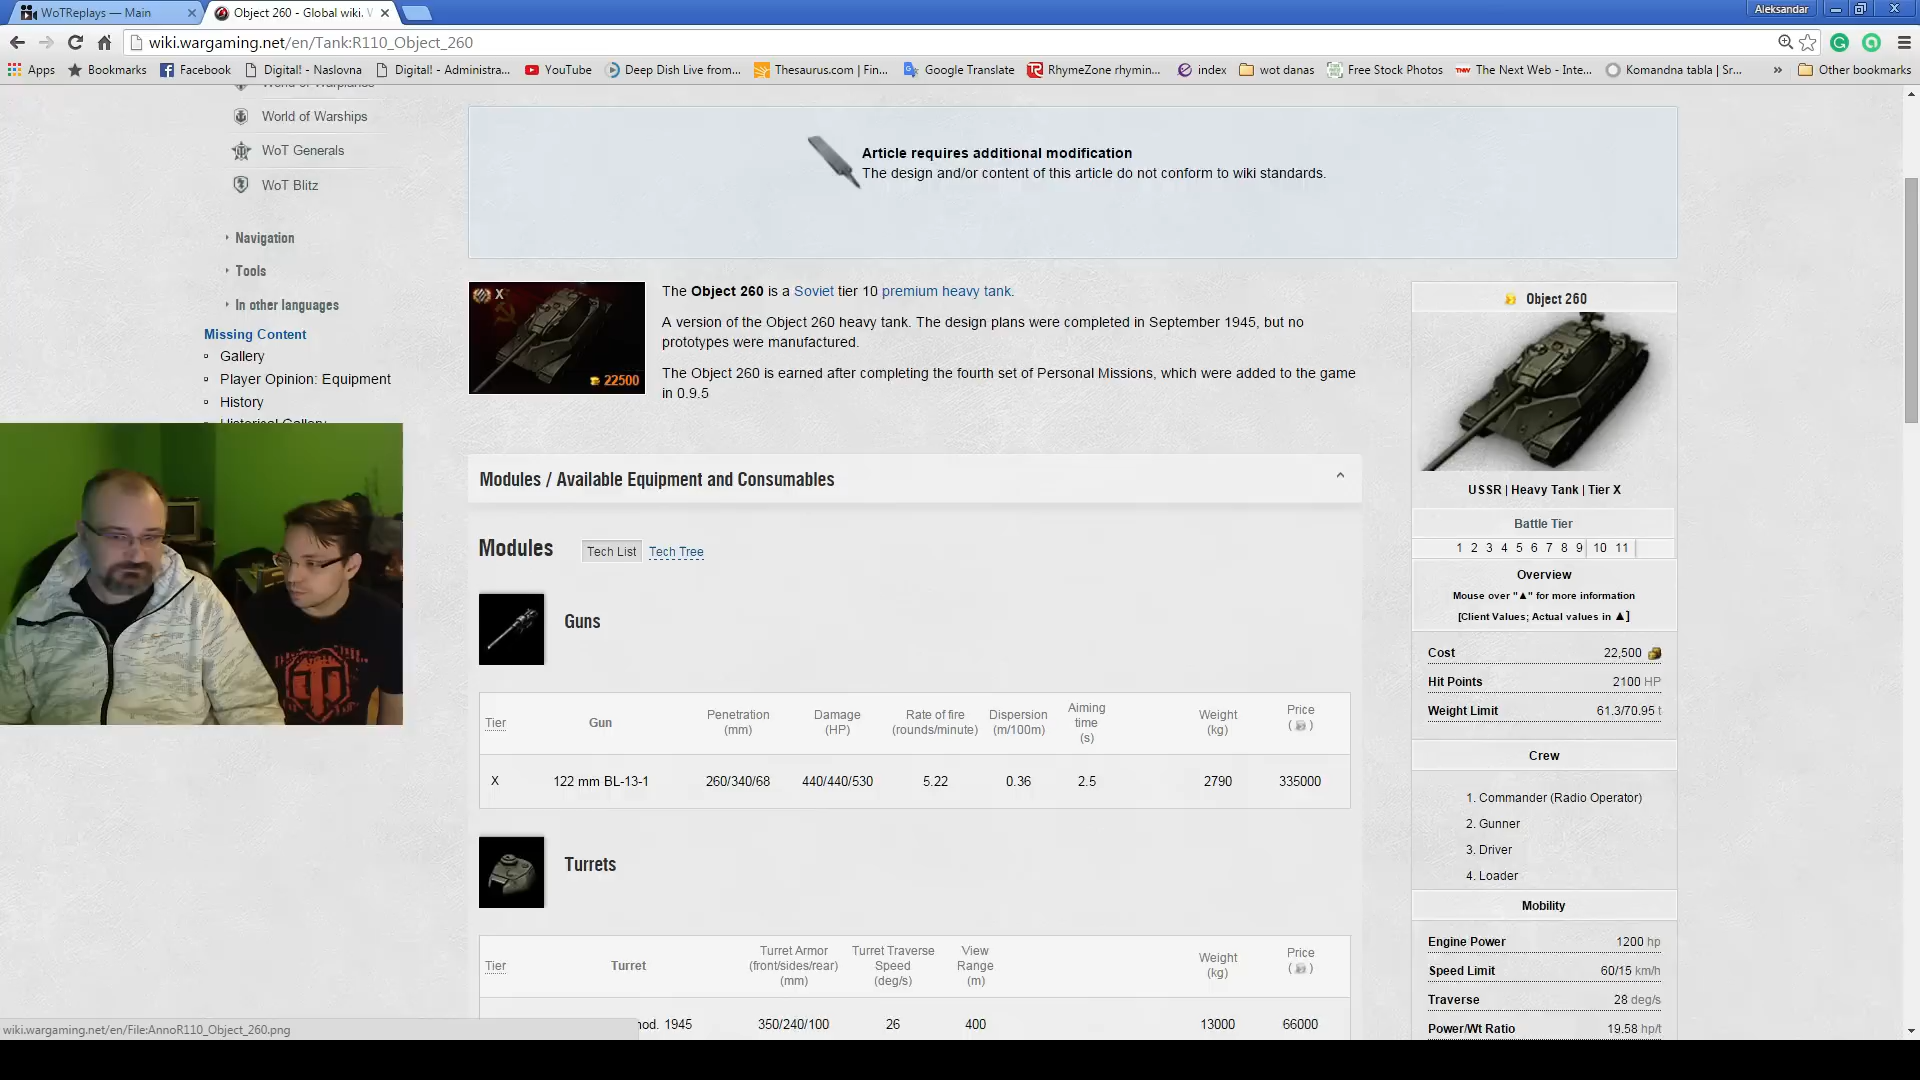 WoTReplays — Main
Object 260 - Global wiki. W
Aleksandar
wiki.wargaming.net/en/Tank:R110_Object_260
Apps
Bookmarks
Facebook
Digital! - Naslovna
Digital! - Administra...
YouTube
Deep Dish Live from...
Thesaurus.com | Fin...
Google Translate
RhymeZone rhymin...
index
wot danas
Free Stock Photos
The Next Web - Inte...
Komandna tabla | Sr...
»
Other bookmarks
World of Warplanes
World of Warships
WoT Generals
WoT Blitz
Navigation
Tools
In other languages
Missing Content
Gallery
Player Opinion: Equipment
History
Historical Gallery
Article requires additional modification
The design and/or content of this article do not conform to wiki standards.
X
22500
The Object 260 is a Soviet tier 10 premium heavy tank.
A version of the Object 260 heavy tank. The design plans were completed in September 1945, but no
prototypes were manufactured.
The Object 260 is earned after completing the fourth set of Personal Missions, which were added to the game
in 0.9.5
Modules / Available Equipment and Consumables
Modules
Tech List
Tech Tree
Guns
Tier Gun Penetration (mm) Damage (HP) Rate of fire (rounds/minute) Dispersion (m/100m) Aiming time (s) Weight (kg) Price ( )
X 122 mm BL-13-1 260/340/68 440/440/530 5.22 0.36 2.5 2790 335000
Turrets
Tier Turret Turret Armor (front/sides/rear) (mm) Turret Traverse Speed (deg/s) View Range (m) Weight (kg) Price ( )
mod. 1945 350/240/100 26 400 13000 66000
Object 260
USSR | Heavy Tank | Tier X
Battle Tier
1 2 3 4 5 6 7 8 9 10 11
Overview
Mouse over "▲" for more information
[Client Values; Actual values in ▲]
Cost 22,500
Hit Points 2100 HP
Weight Limit 61.3/70.95 t
Crew
1. Commander (Radio Operator)
2. Gunner
3. Driver
4. Loader
Mobility
Engine Power 1200 hp
Speed Limit 60/15 km/h
Traverse 28 deg/s
Power/Wt Ratio 19.58 hp/t
wiki.wargaming.net/en/File:AnnoR110_Object_260.png